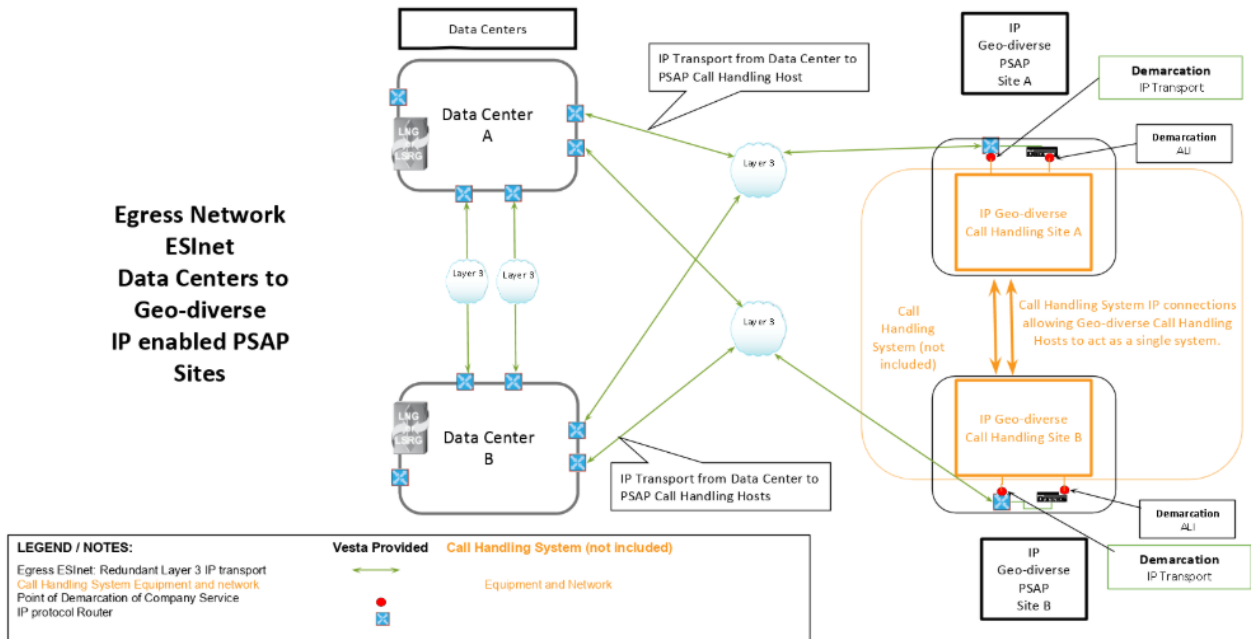 Data Centers
IP
Geo-diverse
PSAP
Site A
IP Transport from Data Center to
PSAP Call Handling Host
Demarcation
IP Transport
Data Center
A
LNG
LSRG
Demarcation
ALI
Layer 3
Egress Network
ESInet
Data Centers to
Geo-diverse
IP enabled PSAP
Sites
IP Geo-diverse
Call Handling Site A
Layer 3
Layer 3
Layer 3
Call
Handling
System (not
included)
Call Handling System IP connections
allowing Geo-diverse Call Handling
Hosts to act as a single system.
LNG
LSRG
Data Center
B
IP Geo-diverse
Call Handling Site B
IP Transport from Data Center to
PSAP Call Handling Hosts
Demarcation
ALI
IP
Geo-diverse
PSAP
Site B
Demarcation
IP Transport
LEGEND / NOTES:
Vesta Provided
Call Handling System (not included)
Egress ESInet: Redundant Layer 3 IP transport
Call Handling System Equipment and network
Equipment and Network
Point of Demarcation of Company Service
IP protocol Router